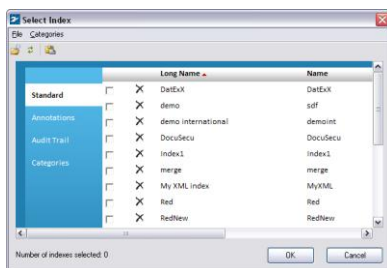 Select Index
File Categories
Long Name Name
Standard
Annotations
Audit Trail
Categories
DatExX DatExX
demo sdf
demo international demoint
DocuSecu DocuSecu
Index1 Index1
merge merge
My XML index MyXML
Red Red
RedNew RedNew
Number of indexes selected: 0
OK Cancel